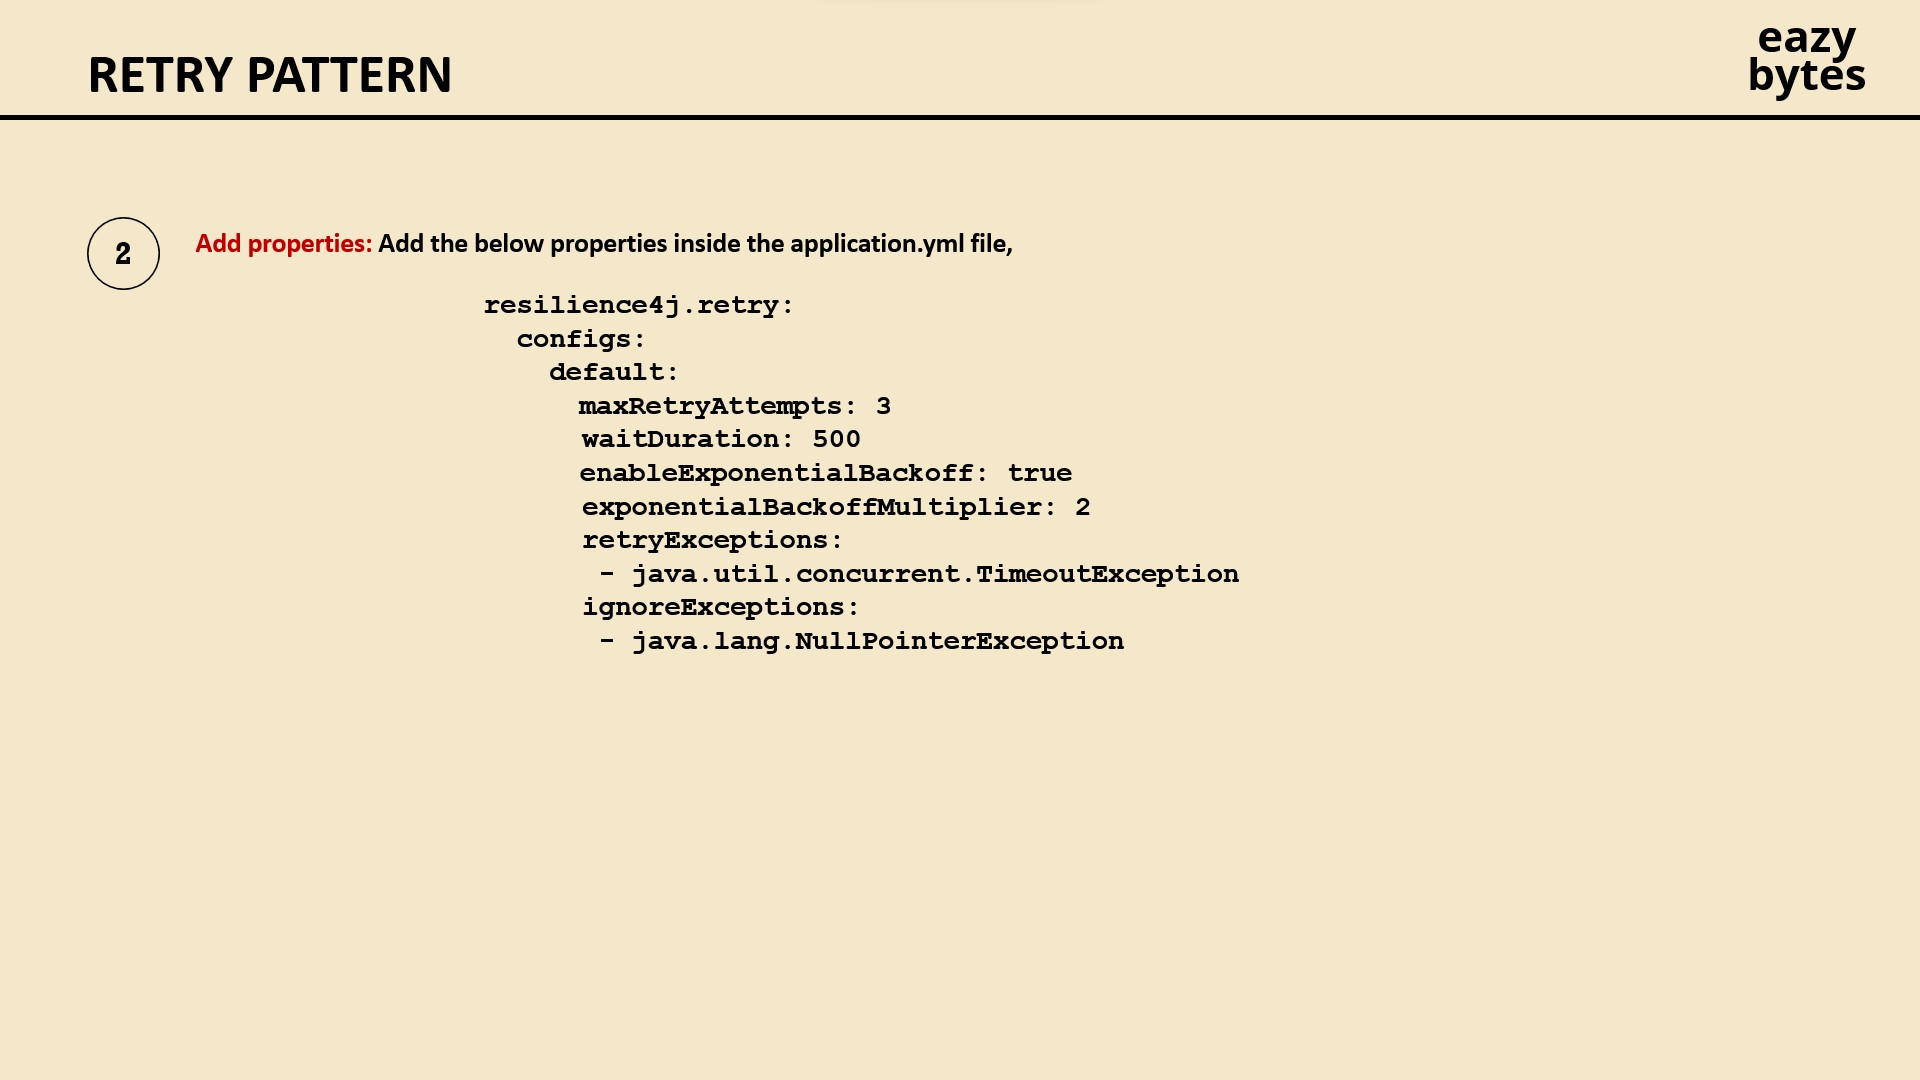 RETRY PATTERN
eazy
bytes
2
Add properties: Add the below properties inside the application.yml file,
resilience4j.retry:
  configs:
    default:
      maxRetryAttempts: 3
      waitDuration: 500
      enableExponentialBackoff: true
      exponentialBackoffMultiplier: 2
      retryExceptions:
       - java.util.concurrent.TimeoutException
      ignoreExceptions:
       - java.lang.NullPointerException